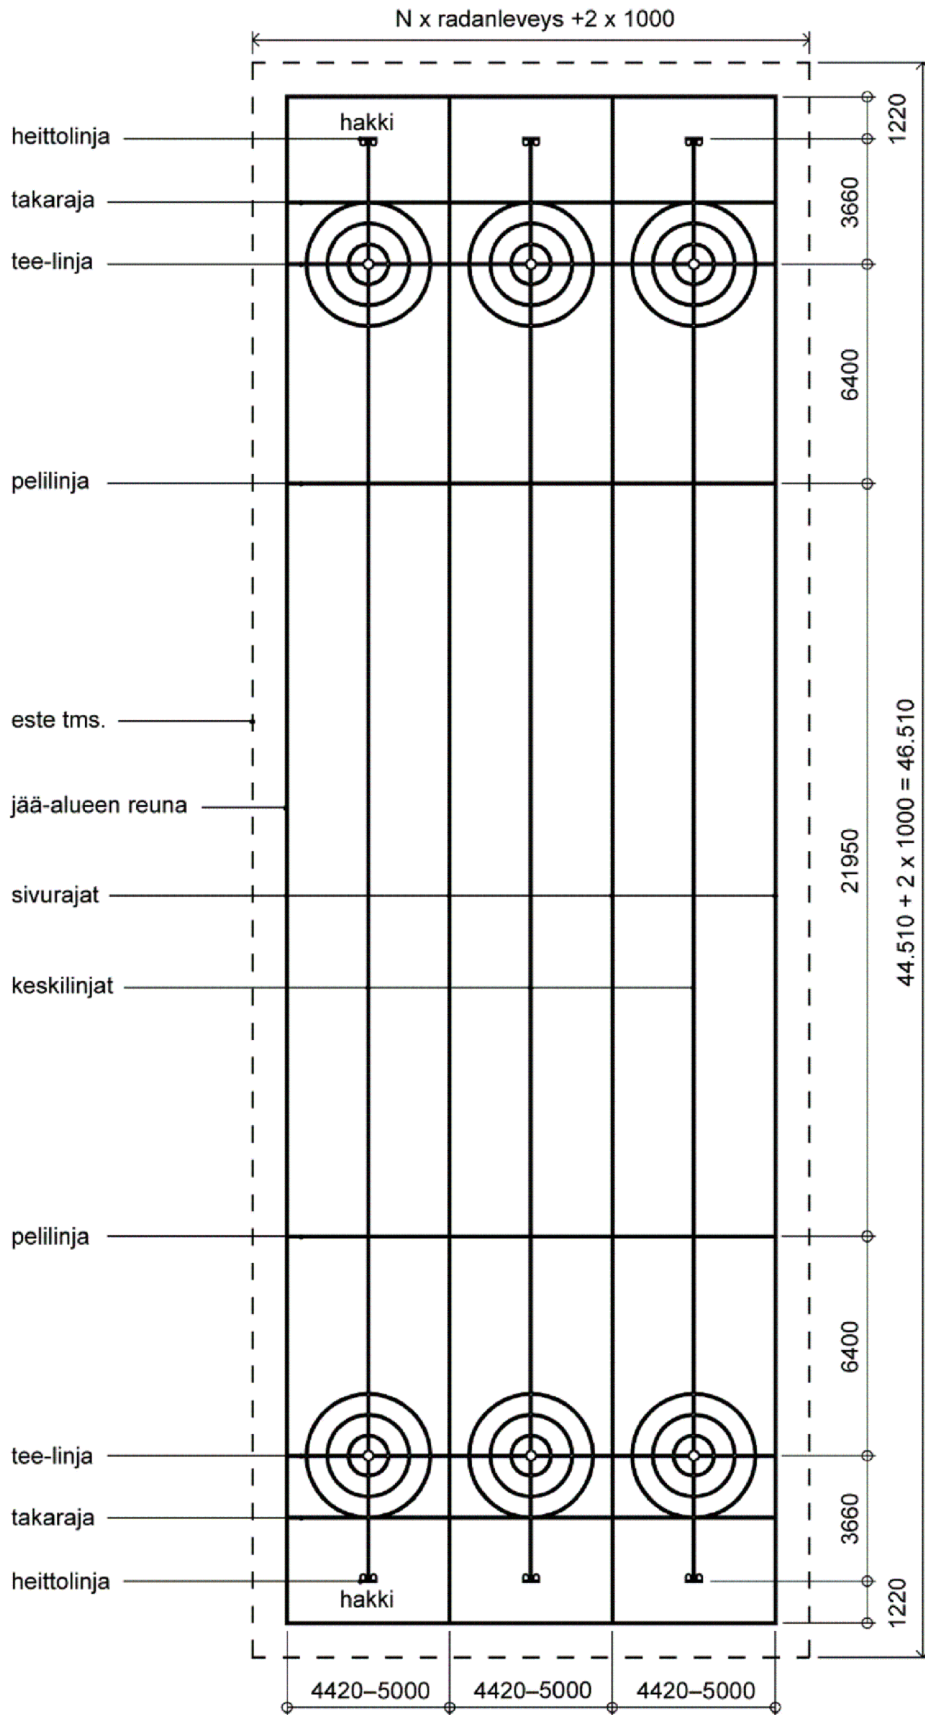 N x radanleveys +2 x 1000
hakki
heittolinja
1220
takaraja
3660
tee-linja
6400
pelilinja
este tms.
44.510 + 2 x 1000 = 46.510
jää-alueen reuna
21950
sivurajat
keskilinjat
pelilinja
6400
tee-linja
takaraja
3660
heittolinja
hakki
1220
4420–5000
4420–5000
4420–5000